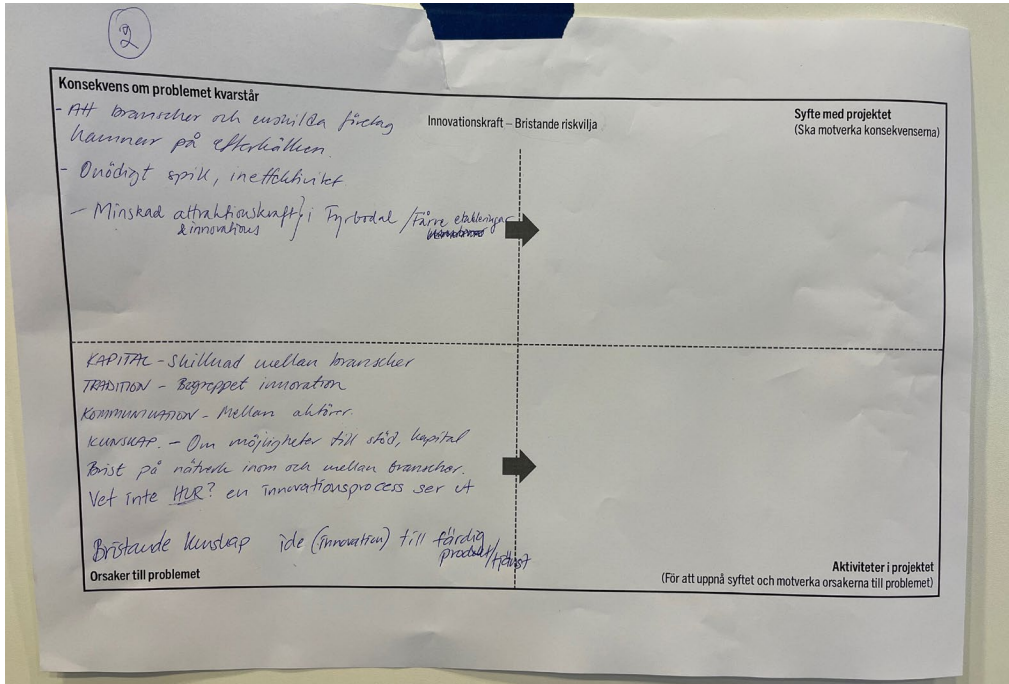 2
Konsekvens om problemet kvarstår
- Att branscher och enskilda företag
hamnar på efterkälken.
- Onödigt spik, ineffektivitet
- Minskad attraktionskraft } i Fyrbodal / Färre etableringar
& innovations
Innovationskraft – Bristande riskvilja
Syfte med projektet
(Ska motverka konsekvenserna)
KAPITAL - Skillnad mellan branscher
TRADITION - Begreppet innovation
KOMMUNIKATION - Mellan aktörer.
KUNSKAP. - Om möjligheter till stöd, kapital
Brist på nätverk inom och mellan branscher.
Vet inte HUR? en innovationsprocess ser ut
Bristande kunskap ide (innovation) till färdig
produkt/tjänst
Orsaker till problemet
Aktiviteter i projektet
(För att uppnå syftet och motverka orsakerna till problemet)